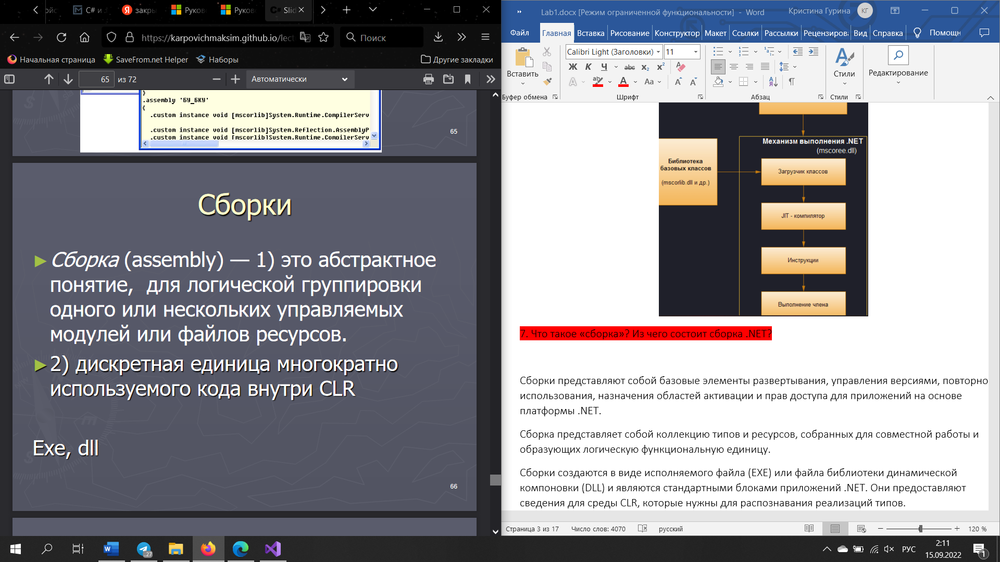 ойс
C# и
закры
Руков
Руков
Slid
https://karpovichmaksim.github.io/lect
Поиск
Начальная страница
SaveFrom.net Helper
Наборы
Другие закладки
65 из 72
Автоматически
}
.assembly 'БУ_БКУ'
{
.custom instance void [mscorlib]System.Runtime.CompilerServ
.custom instance void [mscorlib]System.Reflection.AssemblyP
.custom instance void [mscorlib]System.Runtime.CompilerServ
65
Сборки
► Сборка (assembly) — 1) это абстрактное
понятие, для логической группировки
одного или нескольких управляемых
модулей или файлов ресурсов.
► 2) дискретная единица многократно
используемого кода внутри CLR
Exe, dll
66
Lab1.docx [Режим ограниченной функциональности] - Word
Кристина Гурина
КГ
Файл
Главная
Вставка
Рисование
Конструктор
Макет
Ссылки
Рассылки
Рецензирова
Вид
Справка
Помощн
Вставить
Буфер обмена
Calibri Light (Заголовки)
11
Ж К Ч abc x₂ x²
A A Aa A A
Шрифт
Абзац
Стили
Стили
Редактирование
Механизм выполнения .NET
(mscoree.dll)
Библиотека
базовых классов
(mscorlib.dll и др.)
Загрузчик классов
JIT - компилятор
Инструкции
Выполнение члена
7. Что такое «сборка»? Из чего состоит сборка .NET?
Сборки представляют собой базовые элементы развертывания, управления версиями, повторно
использования, назначения областей активации и прав доступа для приложений на основе
платформы .NET.
Сборка представляет собой коллекцию типов и ресурсов, собранных для совместной работы и
образующих логическую функциональную единицу.
Сборки создаются в виде исполняемого файла (EXE) или файла библиотеки динамической
компоновки (DLL) и являются стандартными блоками приложений .NET. Они предоставляют
сведения для среды CLR, которые нужны для распознавания реализаций типов.
Страница 3 из 17
Число слов: 4070
русский
120 %
..27
РУС
2:11
15.09.2022
1